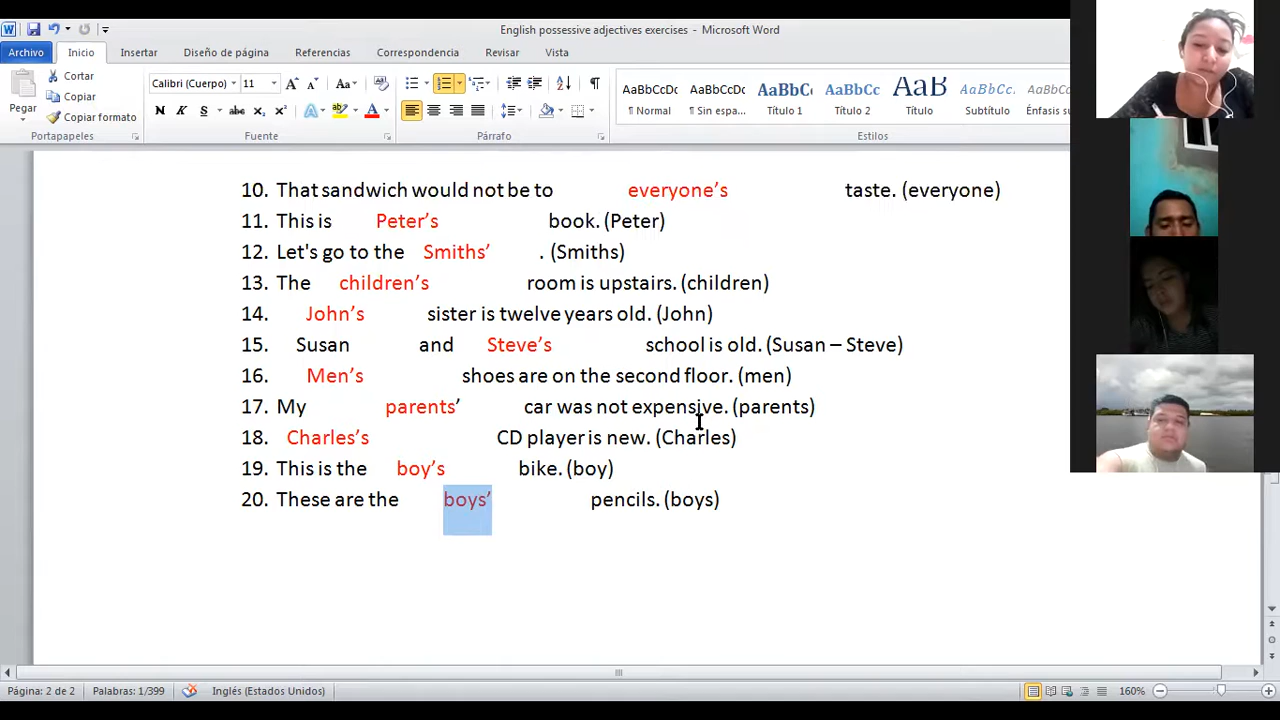 English possessive adjectives exercises - Microsoft Word
Archivo Inicio Insertar Diseño de página Referencias Correspondencia Revisar Vista
Pegar
Cortar
Copiar
Copiar formato
Portapapeles
Calibri (Cuerpo) 11
Fuente
Párrafo
AaBbCcDc AaBbCcDc AaBbC AaBbCc AaB AaBbCc.
¶ Normal ¶ Sin espa... Título 1 Título 2 Título Subtítulo Énfasis su
Estilos
10. That sandwich would not be to everyone’s taste. (everyone)
11. This is Peter’s book. (Peter)
12. Let's go to the Smiths’ . (Smiths)
13. The children’s room is upstairs. (children)
14. John’s sister is twelve years old. (John)
15. Susan and Steve’s school is old. (Susan – Steve)
16. Men’s shoes are on the second floor. (men)
17. My parents’ car was not expensive. (parents)
18. Charles’s CD player is new. (Charles)
19. This is the boy’s bike. (boy)
20. These are the boys’ pencils. (boys)
Página: 2 de 2 Palabras: 1/399 Inglés (Estados Unidos) 160%